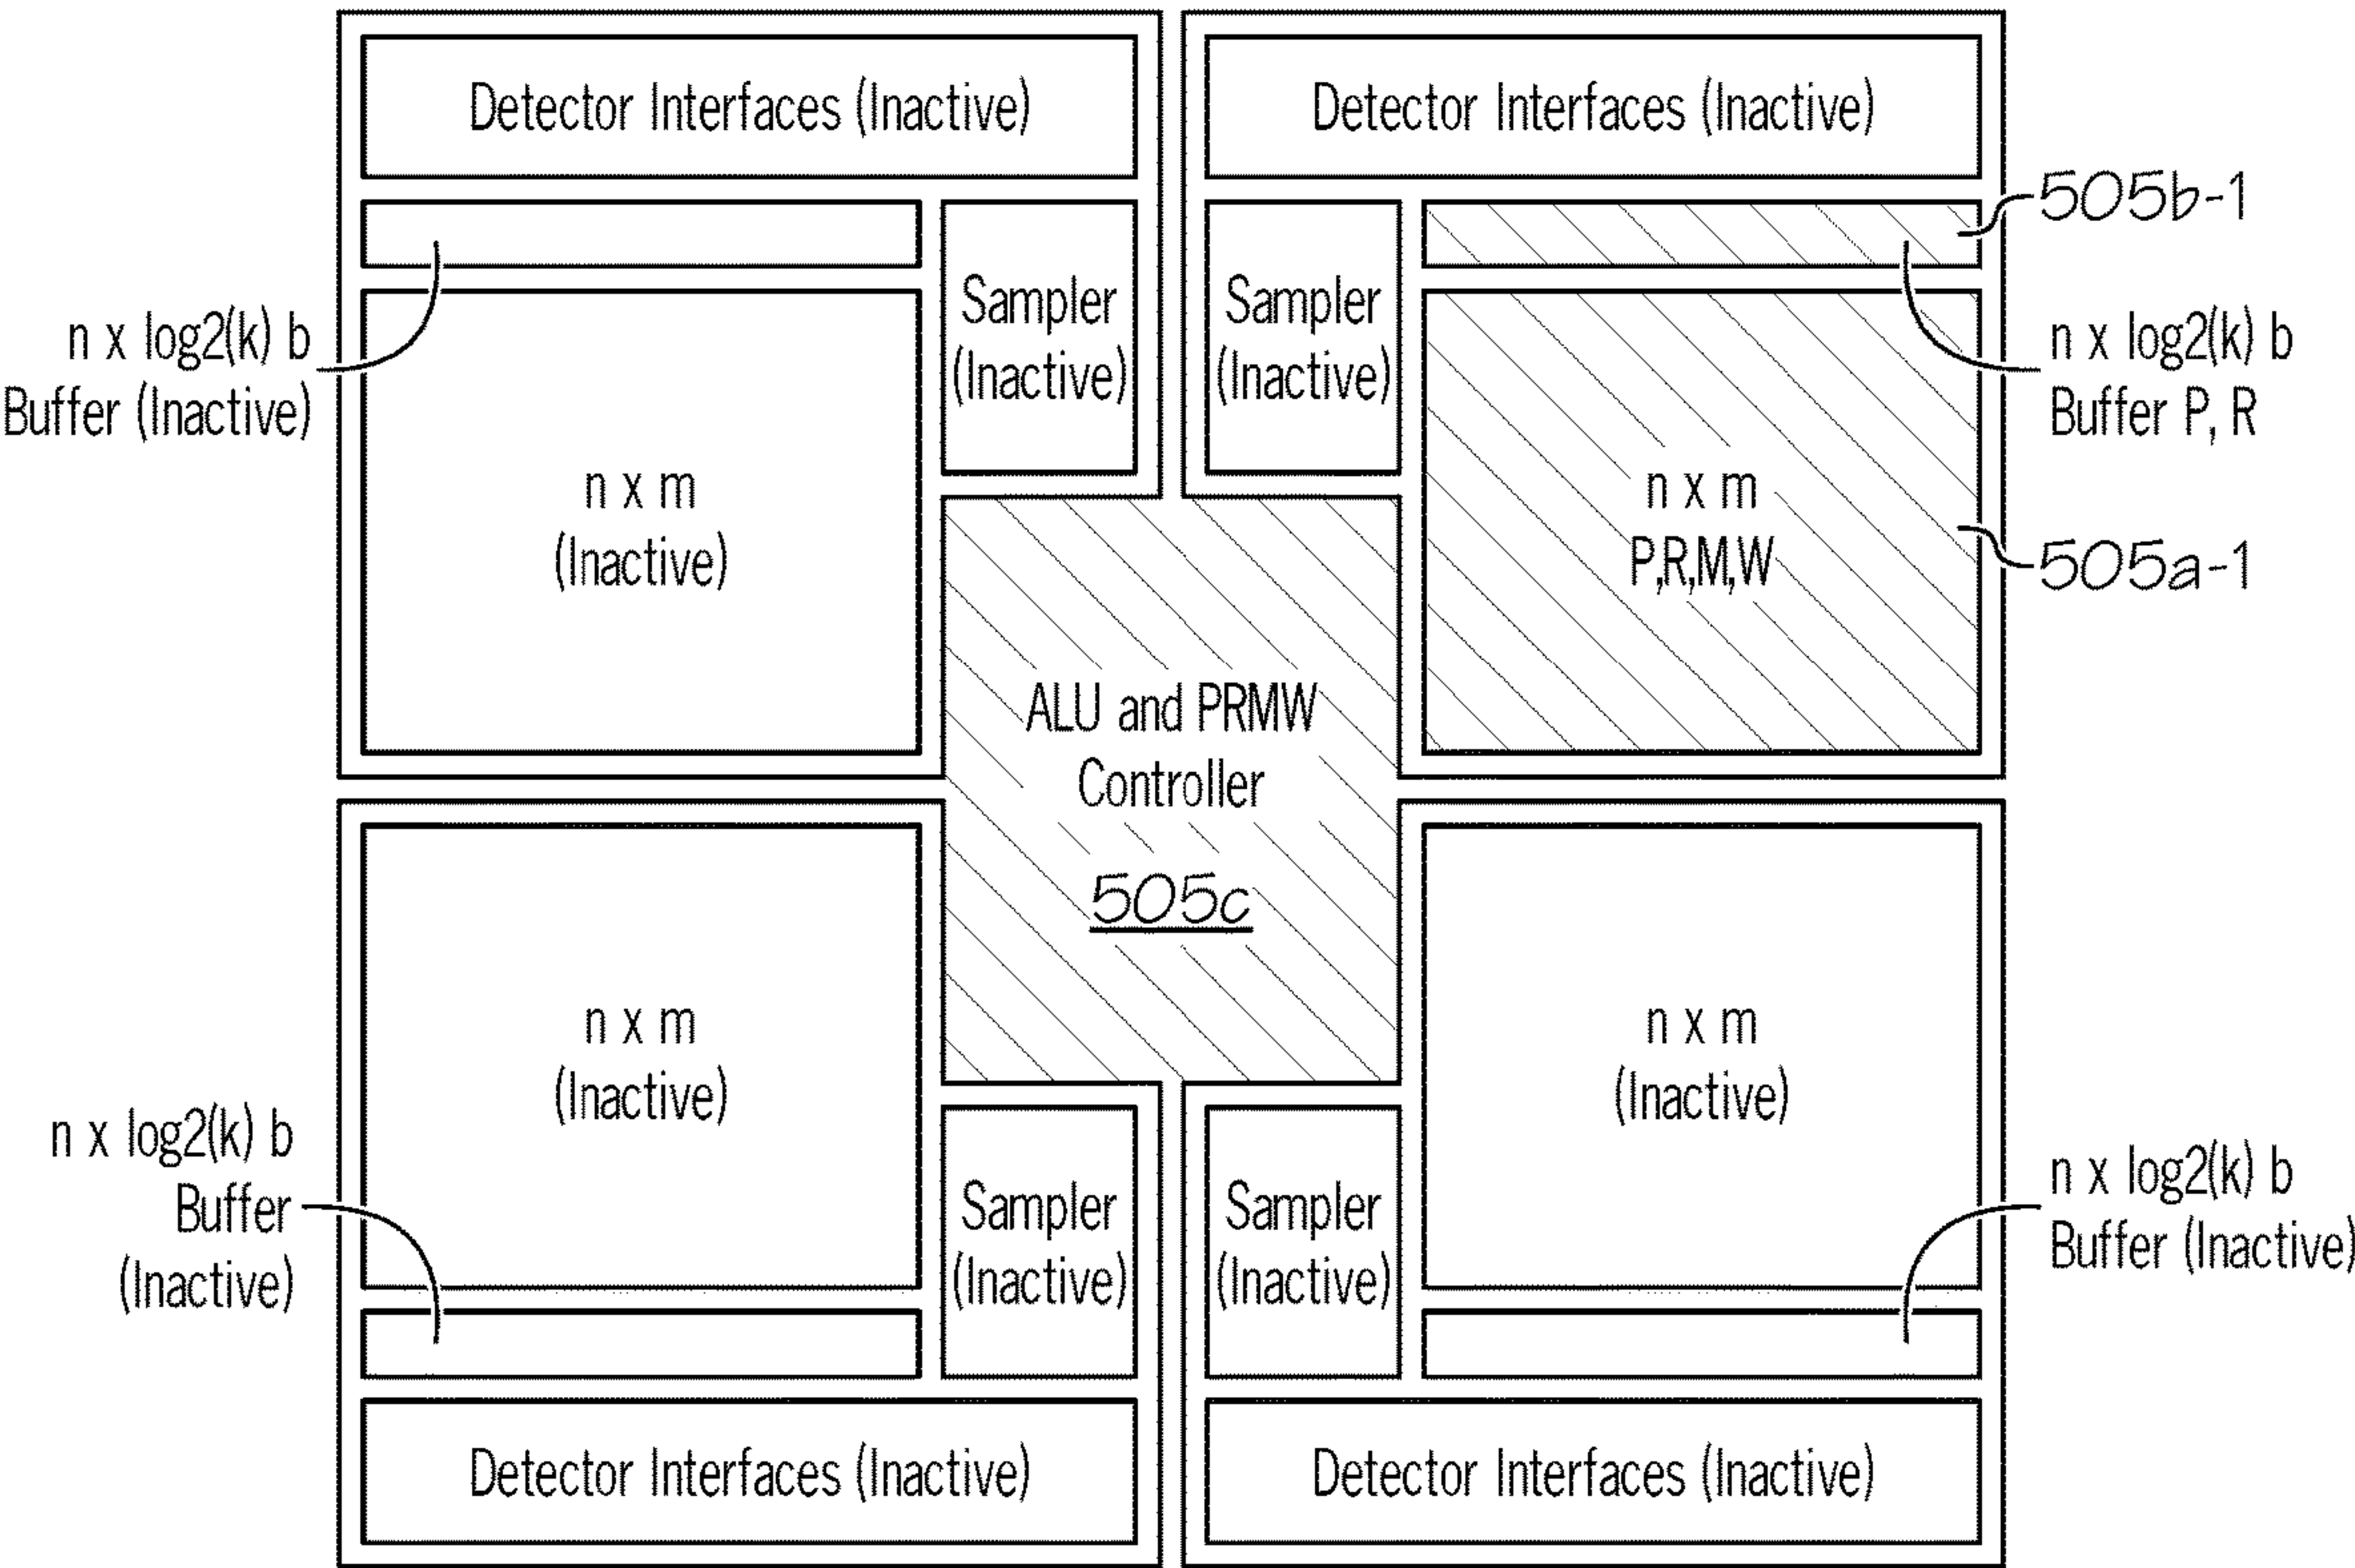 Detector Interfaces (Inactive)
Detector Interfaces (Inactive)
505b-1
n x log2(k) b
Buffer (Inactive)
Sampler
(Inactive)
Sampler
(Inactive)
n x log2(k) b
Buffer P, R
n x m
(Inactive)
n x m
P,R,M,W
505a-1
ALU and PRMW
Controller
505c
n x m
(Inactive)
n x m
(Inactive)
n x log2(k) b
Buffer
(Inactive)
Sampler
(Inactive)
Sampler
(Inactive)
n x log2(k) b
Buffer (Inactive)
Detector Interfaces (Inactive)
Detector Interfaces (Inactive)